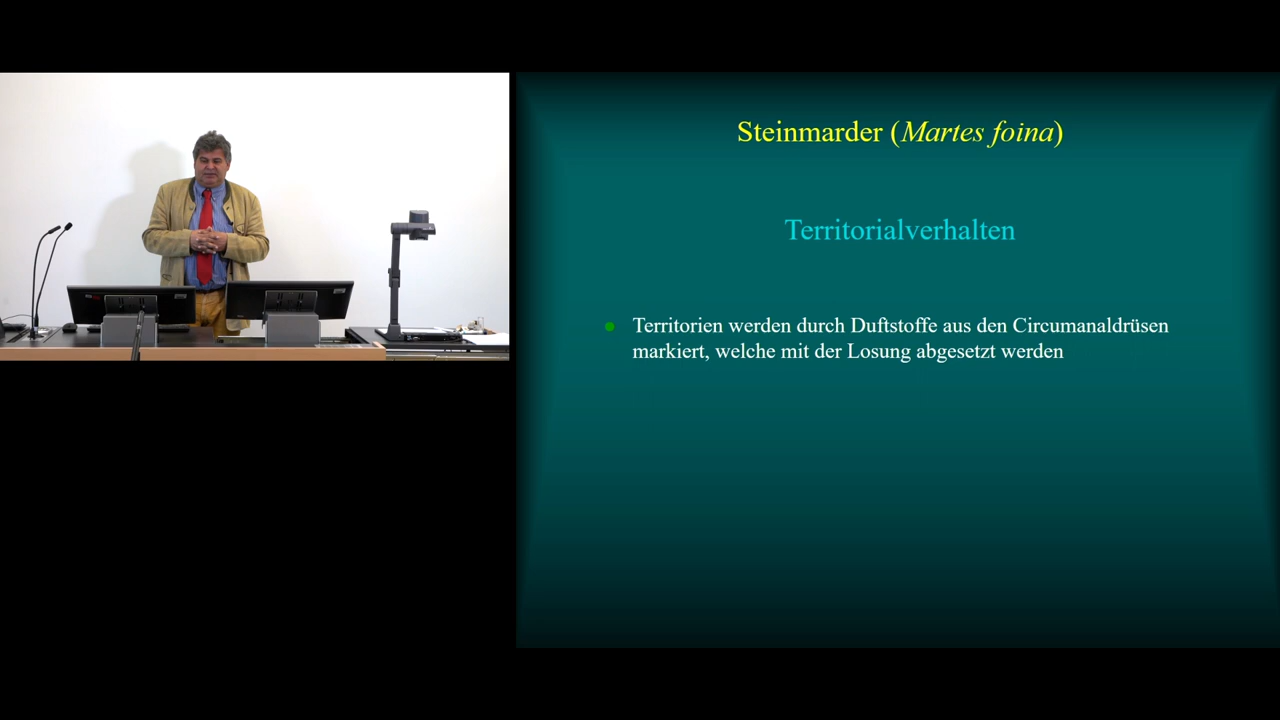 Steinmarder (Martes foina)
Territorialverhalten
Territorien werden durch Duftstoffe aus den Circumanaldrüsen
markiert, welche mit der Losung abgesetzt werden